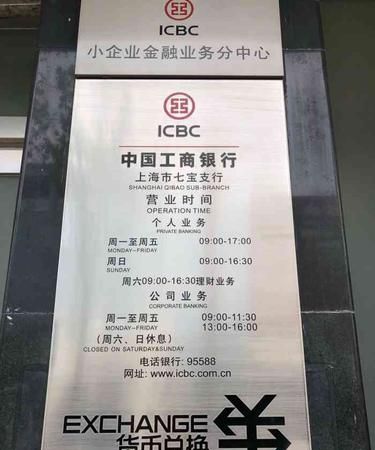 ICBC
小企业金融业务分中心
ICBC
中国工商银行
上海市七宝支行
SHANGHAI QIBAO SUB-BRANCH
营业时间
OPERATION TIME
个人业务
PRIVATE BANKING
周一至周五 09:00-17:00
MONDAY-FRIDAY
周日 09:00-16:30
SUNDAY
周六09:00-16:30理财业务
公司业务
CORPORATE BANKING
周一至周五 09:00-11:30
MONDAY-FRIDAY 13:00-16:00
(周六、日休息)
CLOSED ON SATURDAY&SUNDAY
电话银行: 95588
网址: www.icbc.com.cn
EXCHANGE
货币兑换